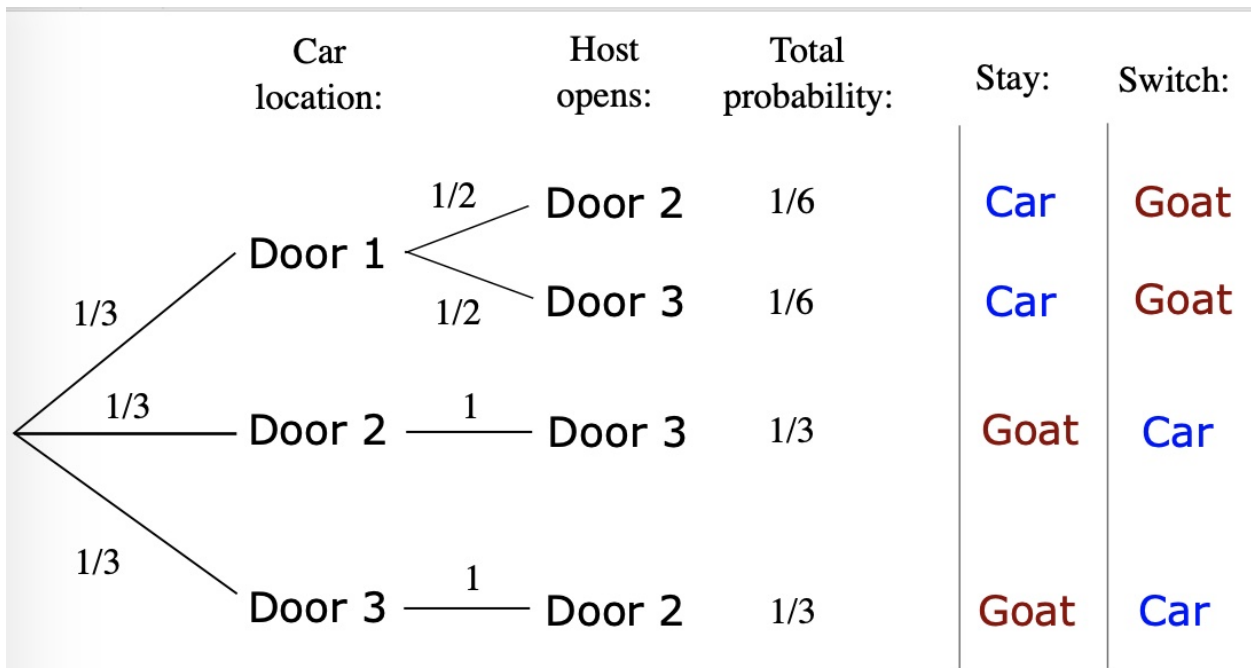 Car location:
Host opens:
Total probability:
Stay:
Switch:
1/2
Door 2
1/6
Car
Goat
Door 1
1/2
Door 3
1/6
Car
Goat
1/3
1/3
Door 2
1
Door 3
1/3
Goat
Car
1/3
Door 3
1
Door 2
1/3
Goat
Car